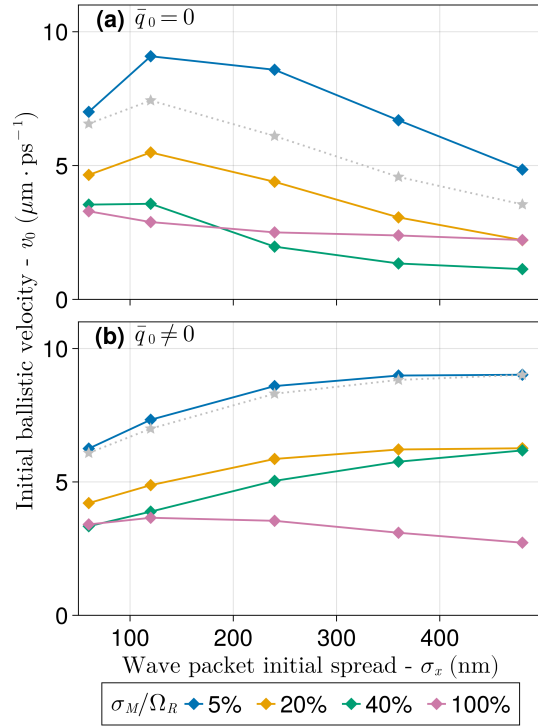 (a) q̄₀ = 0
10
5
0
(b) q̄₀ ≠ 0
10
5
0
100 200 300 400
Initial ballistic velocity - v₀ (μm · ps⁻¹)
Wave packet initial spread - σₓ (nm)
σ_M/Ω_R 5% 20% 40% 100%